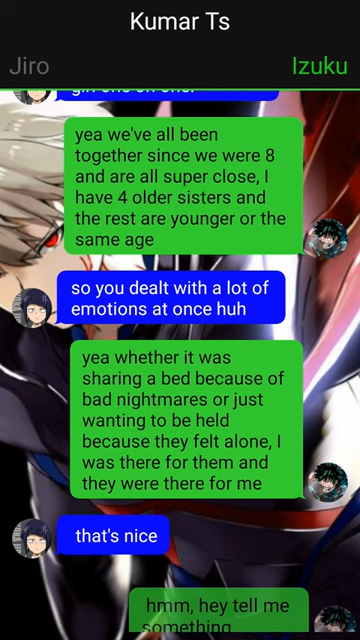 Kumar Ts
Jiro
Izuku
yea we've all been
together since we were 8
and are all super close, I
have 4 older sisters and
the rest are younger or the
same age
so you dealt with a lot of
emotions at once huh
yea whether it was
sharing a bed because of
bad nightmares or just
wanting to be held
because they felt alone, I
was there for them and
they were there for me
that's nice
hmm, hey tell me
something